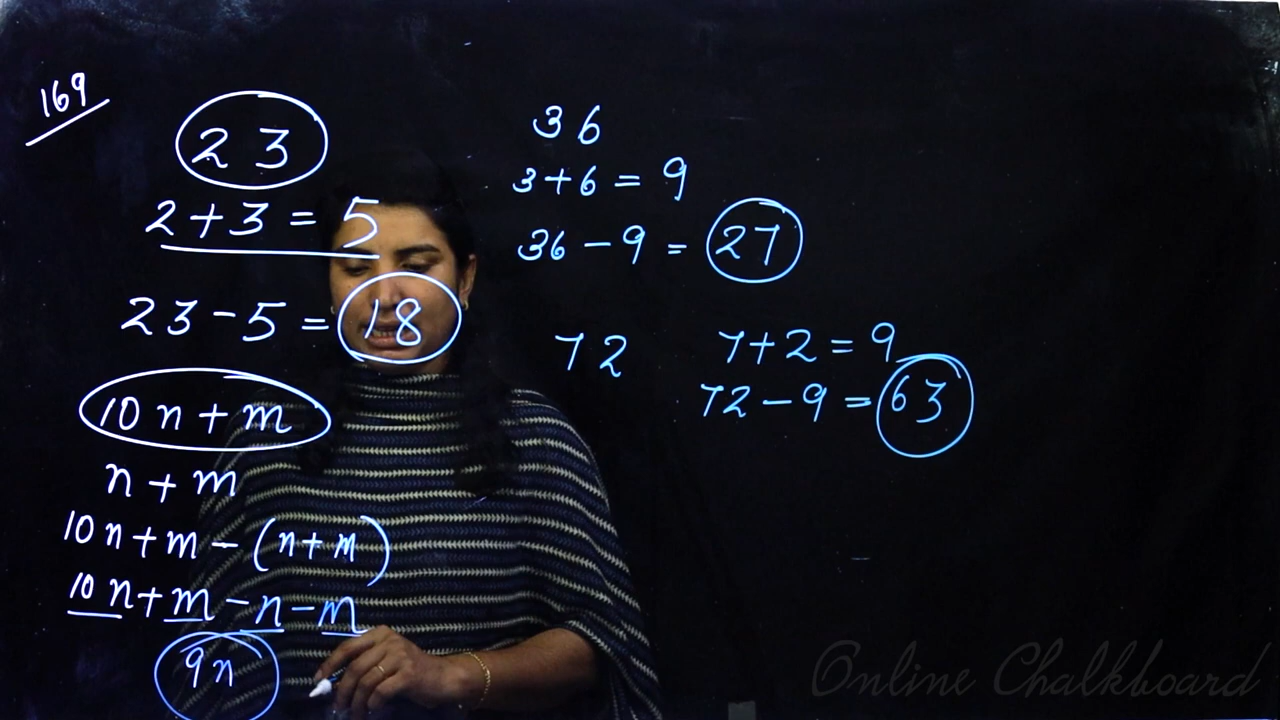 169
23
2+3 = 5
23-5 = 18
10n+m
n+m
10n+m-(n+m)
10n+m-n-m
9n
36
3+6 = 9
36-9 = 27
72
7+2 = 9
72-9 = 63
Online Chalkboard